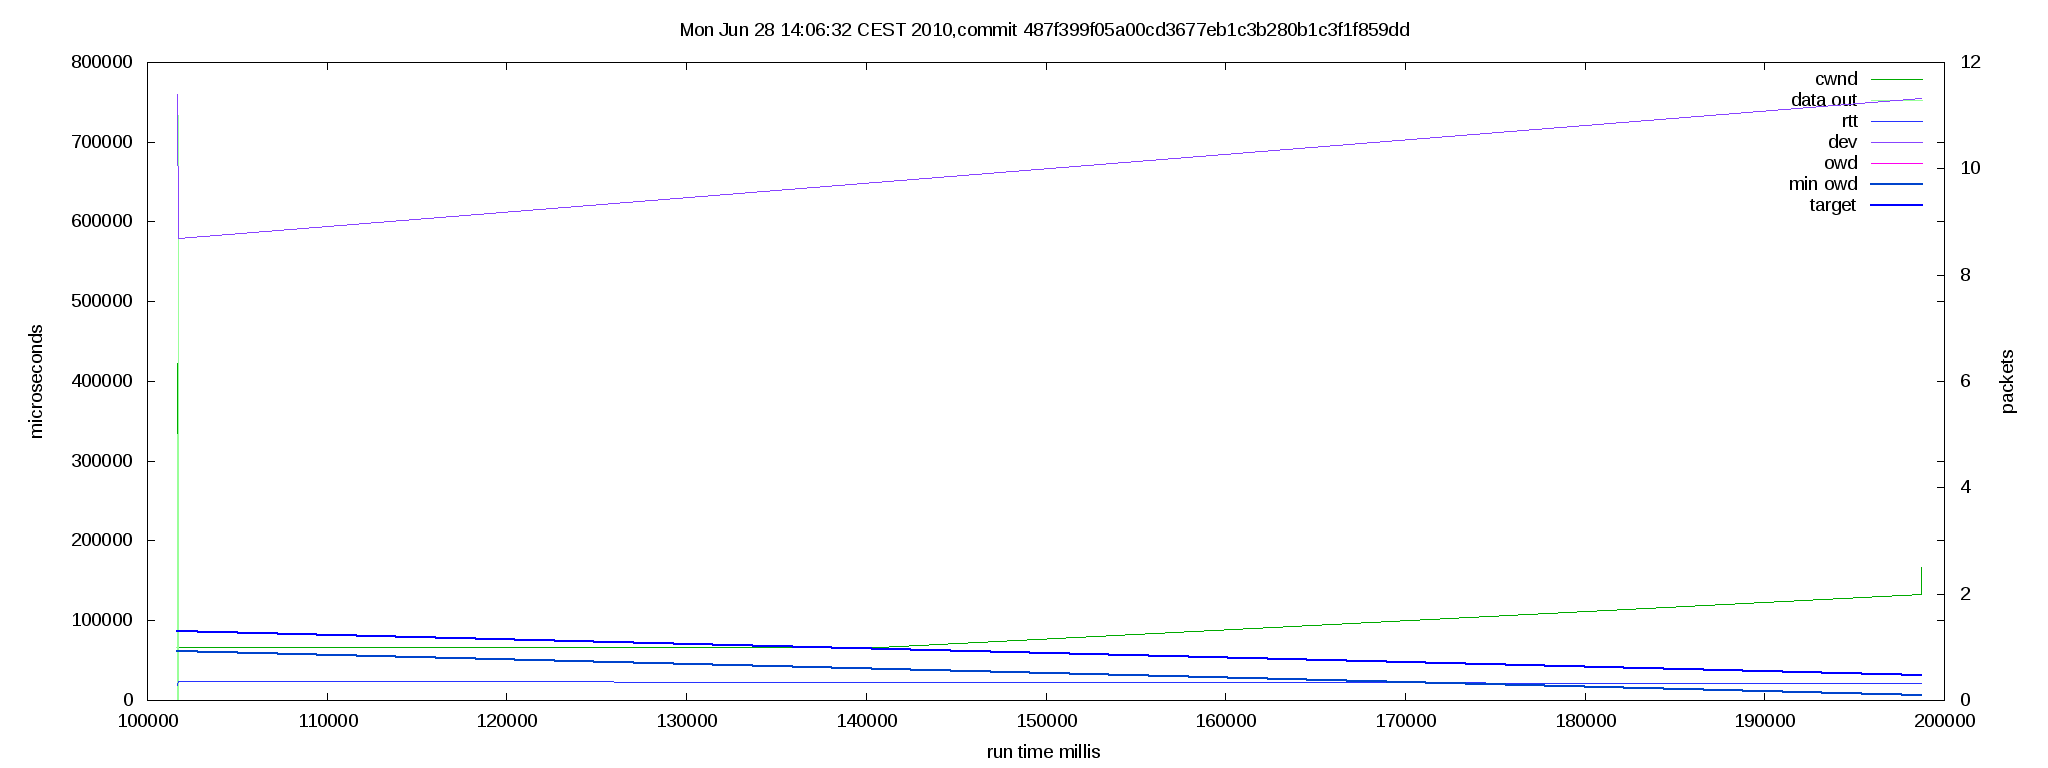 Mon Jun 28 14:06:32 CEST 2010,commit 487f399f05a00cd3677eb1c3b280b1c3f1f859dd
800000
700000
600000
500000
400000
300000
200000
100000
0
microseconds
12
10
8
6
4
2
0
packets
cwnd
data out
rtt
dev
owd
min owd
target
100000 110000 120000 130000 140000 150000 160000 170000 180000 190000 200000
run time millis